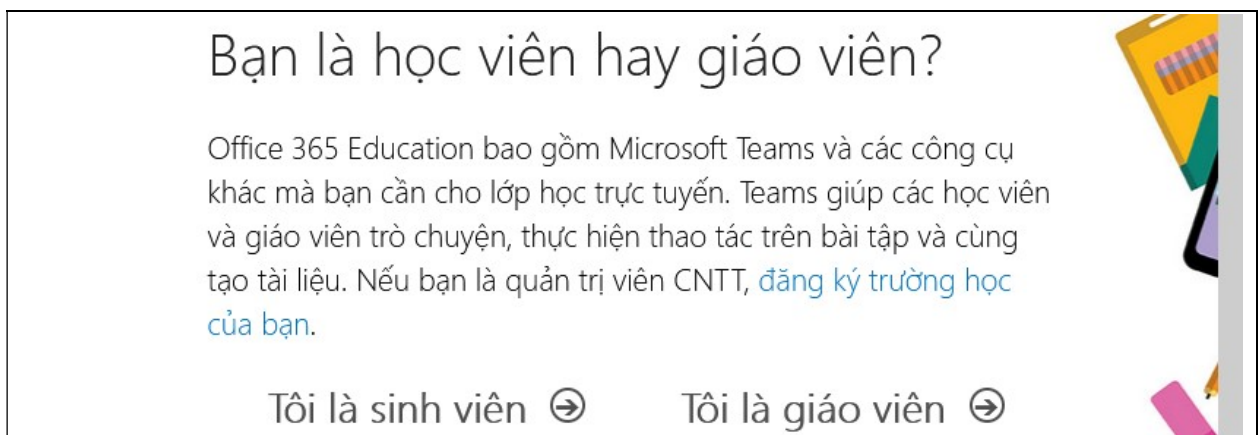 Bạn là học viên hay giáo viên?
Office 365 Education bao gồm Microsoft Teams và các công cụ
khác mà bạn cần cho lớp học trực tuyến. Teams giúp các học viên
và giáo viên trò chuyện, thực hiện thao tác trên bài tập và cùng
tạo tài liệu. Nếu bạn là quản trị viên CNTT, đăng ký trường học
của bạn.
Tôi là sinh viên
Tôi là giáo viên